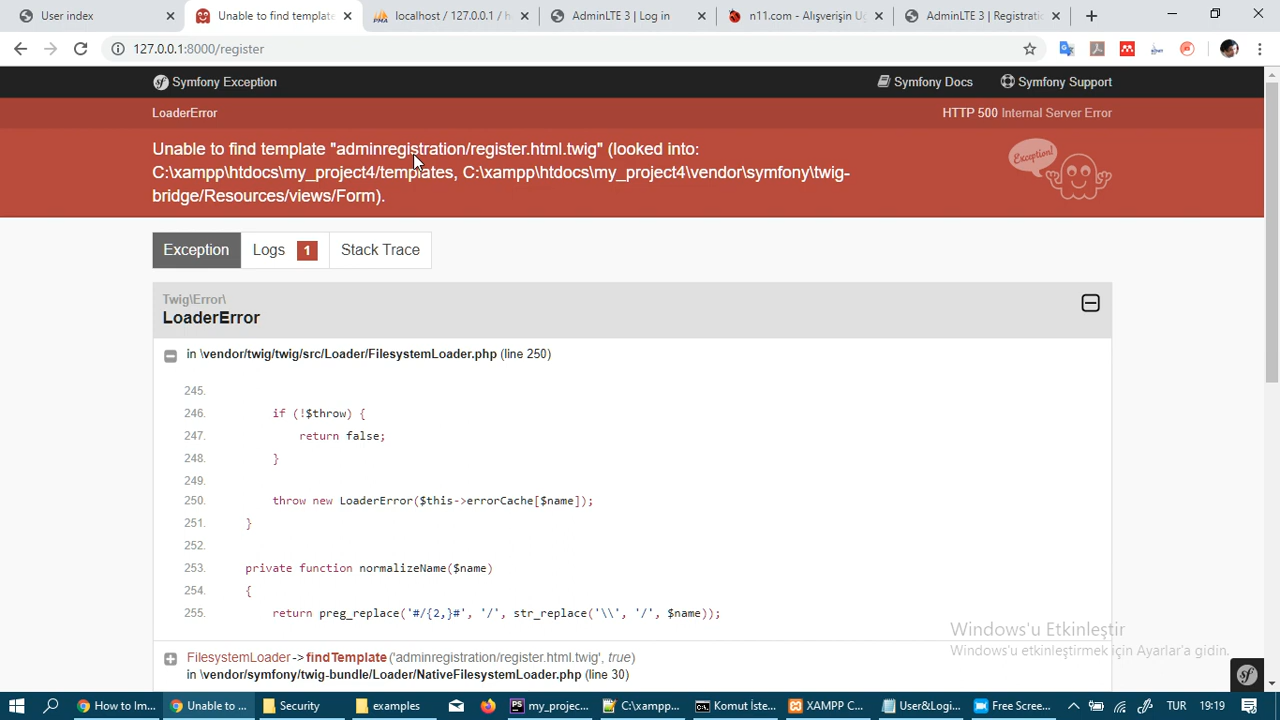 User index
Unable to find template
localhost / 127.0.0.1 / h
AdminLTE 3 | Log in
n11.com - Alışverişin Uğ
AdminLTE 3 | Registratio
127.0.0.1:8000/register
Symfony Exception
Symfony Docs
Symfony Support
LoaderError
HTTP 500 Internal Server Error
Unable to find template "adminregistration/register.html.twig" (looked into:
C:\xampp\htdocs\my_project4/templates, C:\xampp\htdocs\my_project4\vendor\symfony\twig-
bridge/Resources/views/Form).
Exception!
Exception
Logs 1
Stack Trace
Twig\Error\
LoaderError
in \vendor/twig/twig/src/Loader/FilesystemLoader.php (line 250)
245.
246. if (!$throw) {
247. return false;
248. }
249.
250. throw new LoaderError($this->errorCache[$name]);
251. }
252.
253. private function normalizeName($name)
254. {
255. return preg_replace('#/{2,}#', '/', str_replace('\\', '/', $name));
FilesystemLoader->findTemplate('adminregistration/register.html.twig', true)
in \vendor/symfony/twig-bundle/Loader/NativeFilesystemLoader.php (line 30)
Windows'u Etkinleştir
Windows'u etkinleştirmek için Ayarlar'a gidin.
How to Im...
Unable to ...
Security
examples
my_projec...
C:\xampp...
Komut İste...
XAMPP C...
User&Logi...
Free Scree...
TUR
19:19